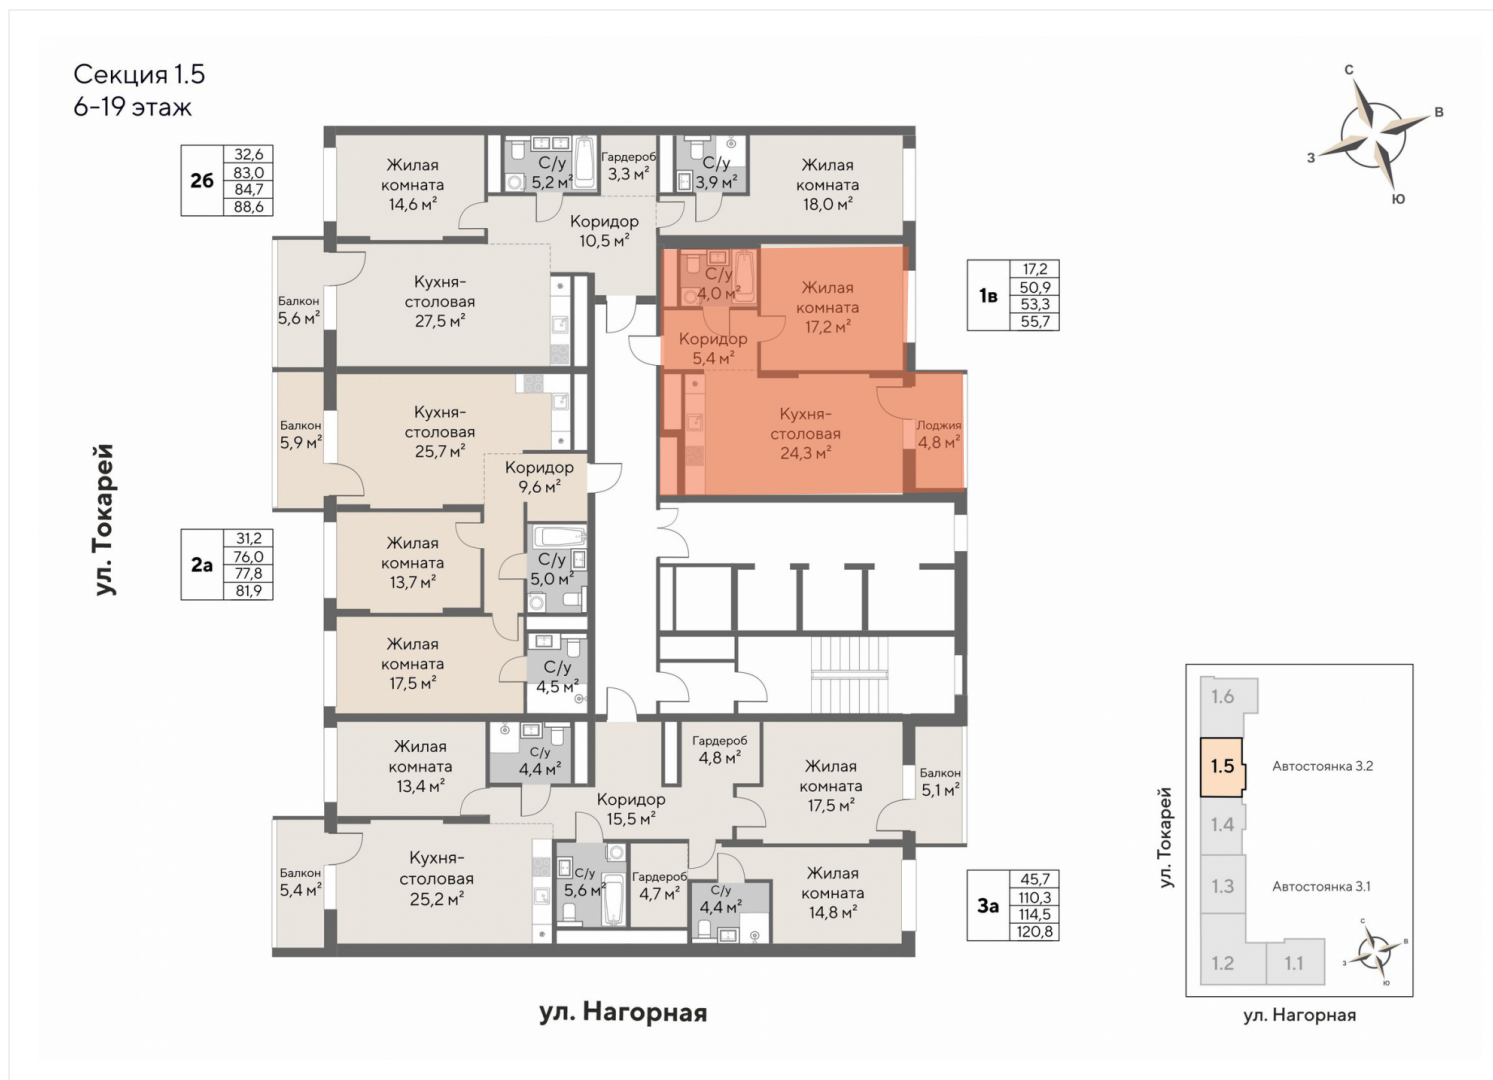 Секция 1.5
6-19 этаж
С
В
З
Ю
2б
32,6
83,0
84,7
88,6
Жилая
комната
14,6 м²
С/у
5,2 м²
Гардероб
3,3 м²
С/у
3,9 м²
Жилая
комната
18,0 м²
Коридор
10,5 м²
Балкон
5,6 м²
Кухня-
столовая
27,5 м²
С/у
4,0 м²
Жилая
комната
17,2 м²
Коридор
5,4 м²
1в
17,2
50,9
53,3
55,7
Балкон
5,9 м²
Кухня-
столовая
25,7 м²
Коридор
9,6 м²
Кухня-
столовая
24,3 м²
Лоджия
4,8 м²
ул. Токарей
2а
31,2
76,0
77,8
81,9
Жилая
комната
13,7 м²
С/у
5,0 м²
Жилая
комната
17,5 м²
С/у
4,5 м²
Жилая
комната
13,4 м²
С/у
4,4 м²
Гардероб
4,8 м²
Жилая
комната
17,5 м²
Балкон
5,1 м²
Коридор
15,5 м²
Балкон
5,4 м²
Кухня-
столовая
25,2 м²
С/у
5,6 м²
Гардероб
4,7 м²
С/у
4,4 м²
Жилая
комната
14,8 м²
3а
45,7
110,3
114,5
120,8
ул. Нагорная
1.6
1.5
Автостоянка 3.2
1.4
1.3
Автостоянка 3.1
1.2
1.1
С
В
З
Ю
ул. Токарей
ул. Нагорная